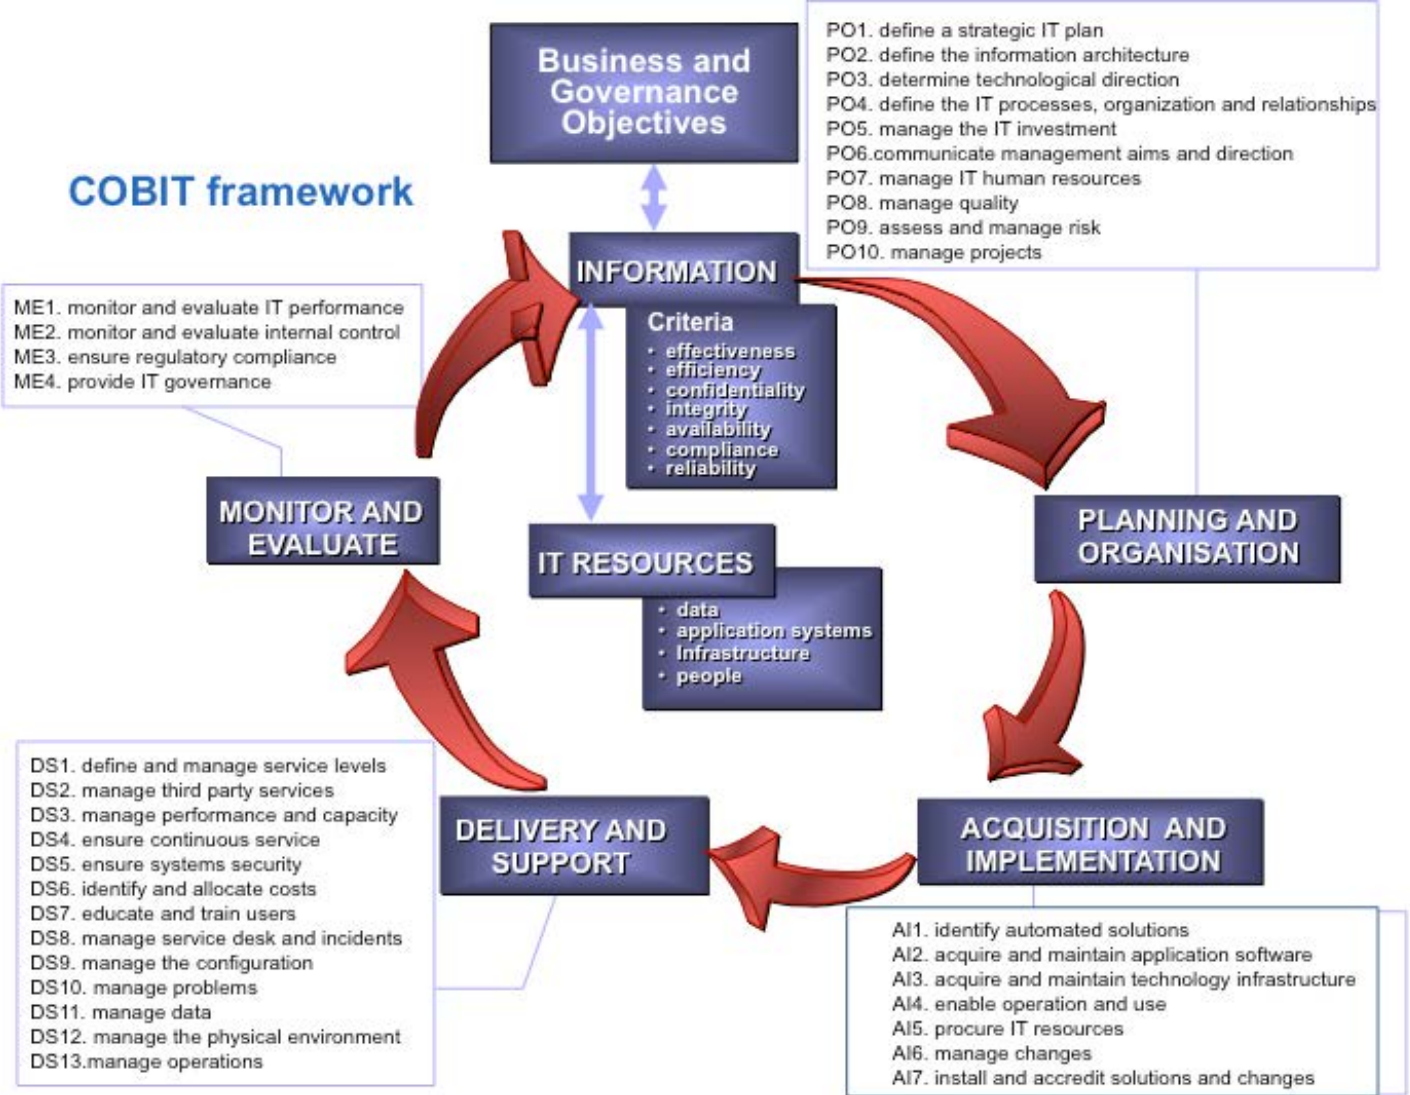 Business and
Governance
Objectives
COBIT framework
PO1. define a strategic IT plan
PO2. define the information architecture
PO3. determine technological direction
PO4. define the IT processes, organization and relationships
PO5. manage the IT investment
PO6.communicate management aims and direction
PO7. manage IT human resources
PO8. manage quality
PO9. assess and manage risk
PO10. manage projects
INFORMATION
Criteria
• effectiveness
• efficiency
• confidentiality
• integrity
• availability
• compliance
• reliability
ME1. monitor and evaluate IT performance
ME2. monitor and evaluate internal control
ME3. ensure regulatory compliance
ME4. provide IT governance
MONITOR AND
EVALUATE
IT RESOURCES
• data
• application systems
• Infrastructure
• people
PLANNING AND
ORGANISATION
DS1. define and manage service levels
DS2. manage third party services
DS3. manage performance and capacity
DS4. ensure continuous service
DS5. ensure systems security
DS6. identify and allocate costs
DS7. educate and train users
DS8. manage service desk and incidents
DS9. manage the configuration
DS10. manage problems
DS11. manage data
DS12. manage the physical environment
DS13.manage operations
DELIVERY AND
SUPPORT
ACQUISITION AND
IMPLEMENTATION
AI1. identify automated solutions
AI2. acquire and maintain application software
AI3. acquire and maintain technology infrastructure
AI4. enable operation and use
AI5. procure IT resources
AI6. manage changes
AI7. install and accredit solutions and changes